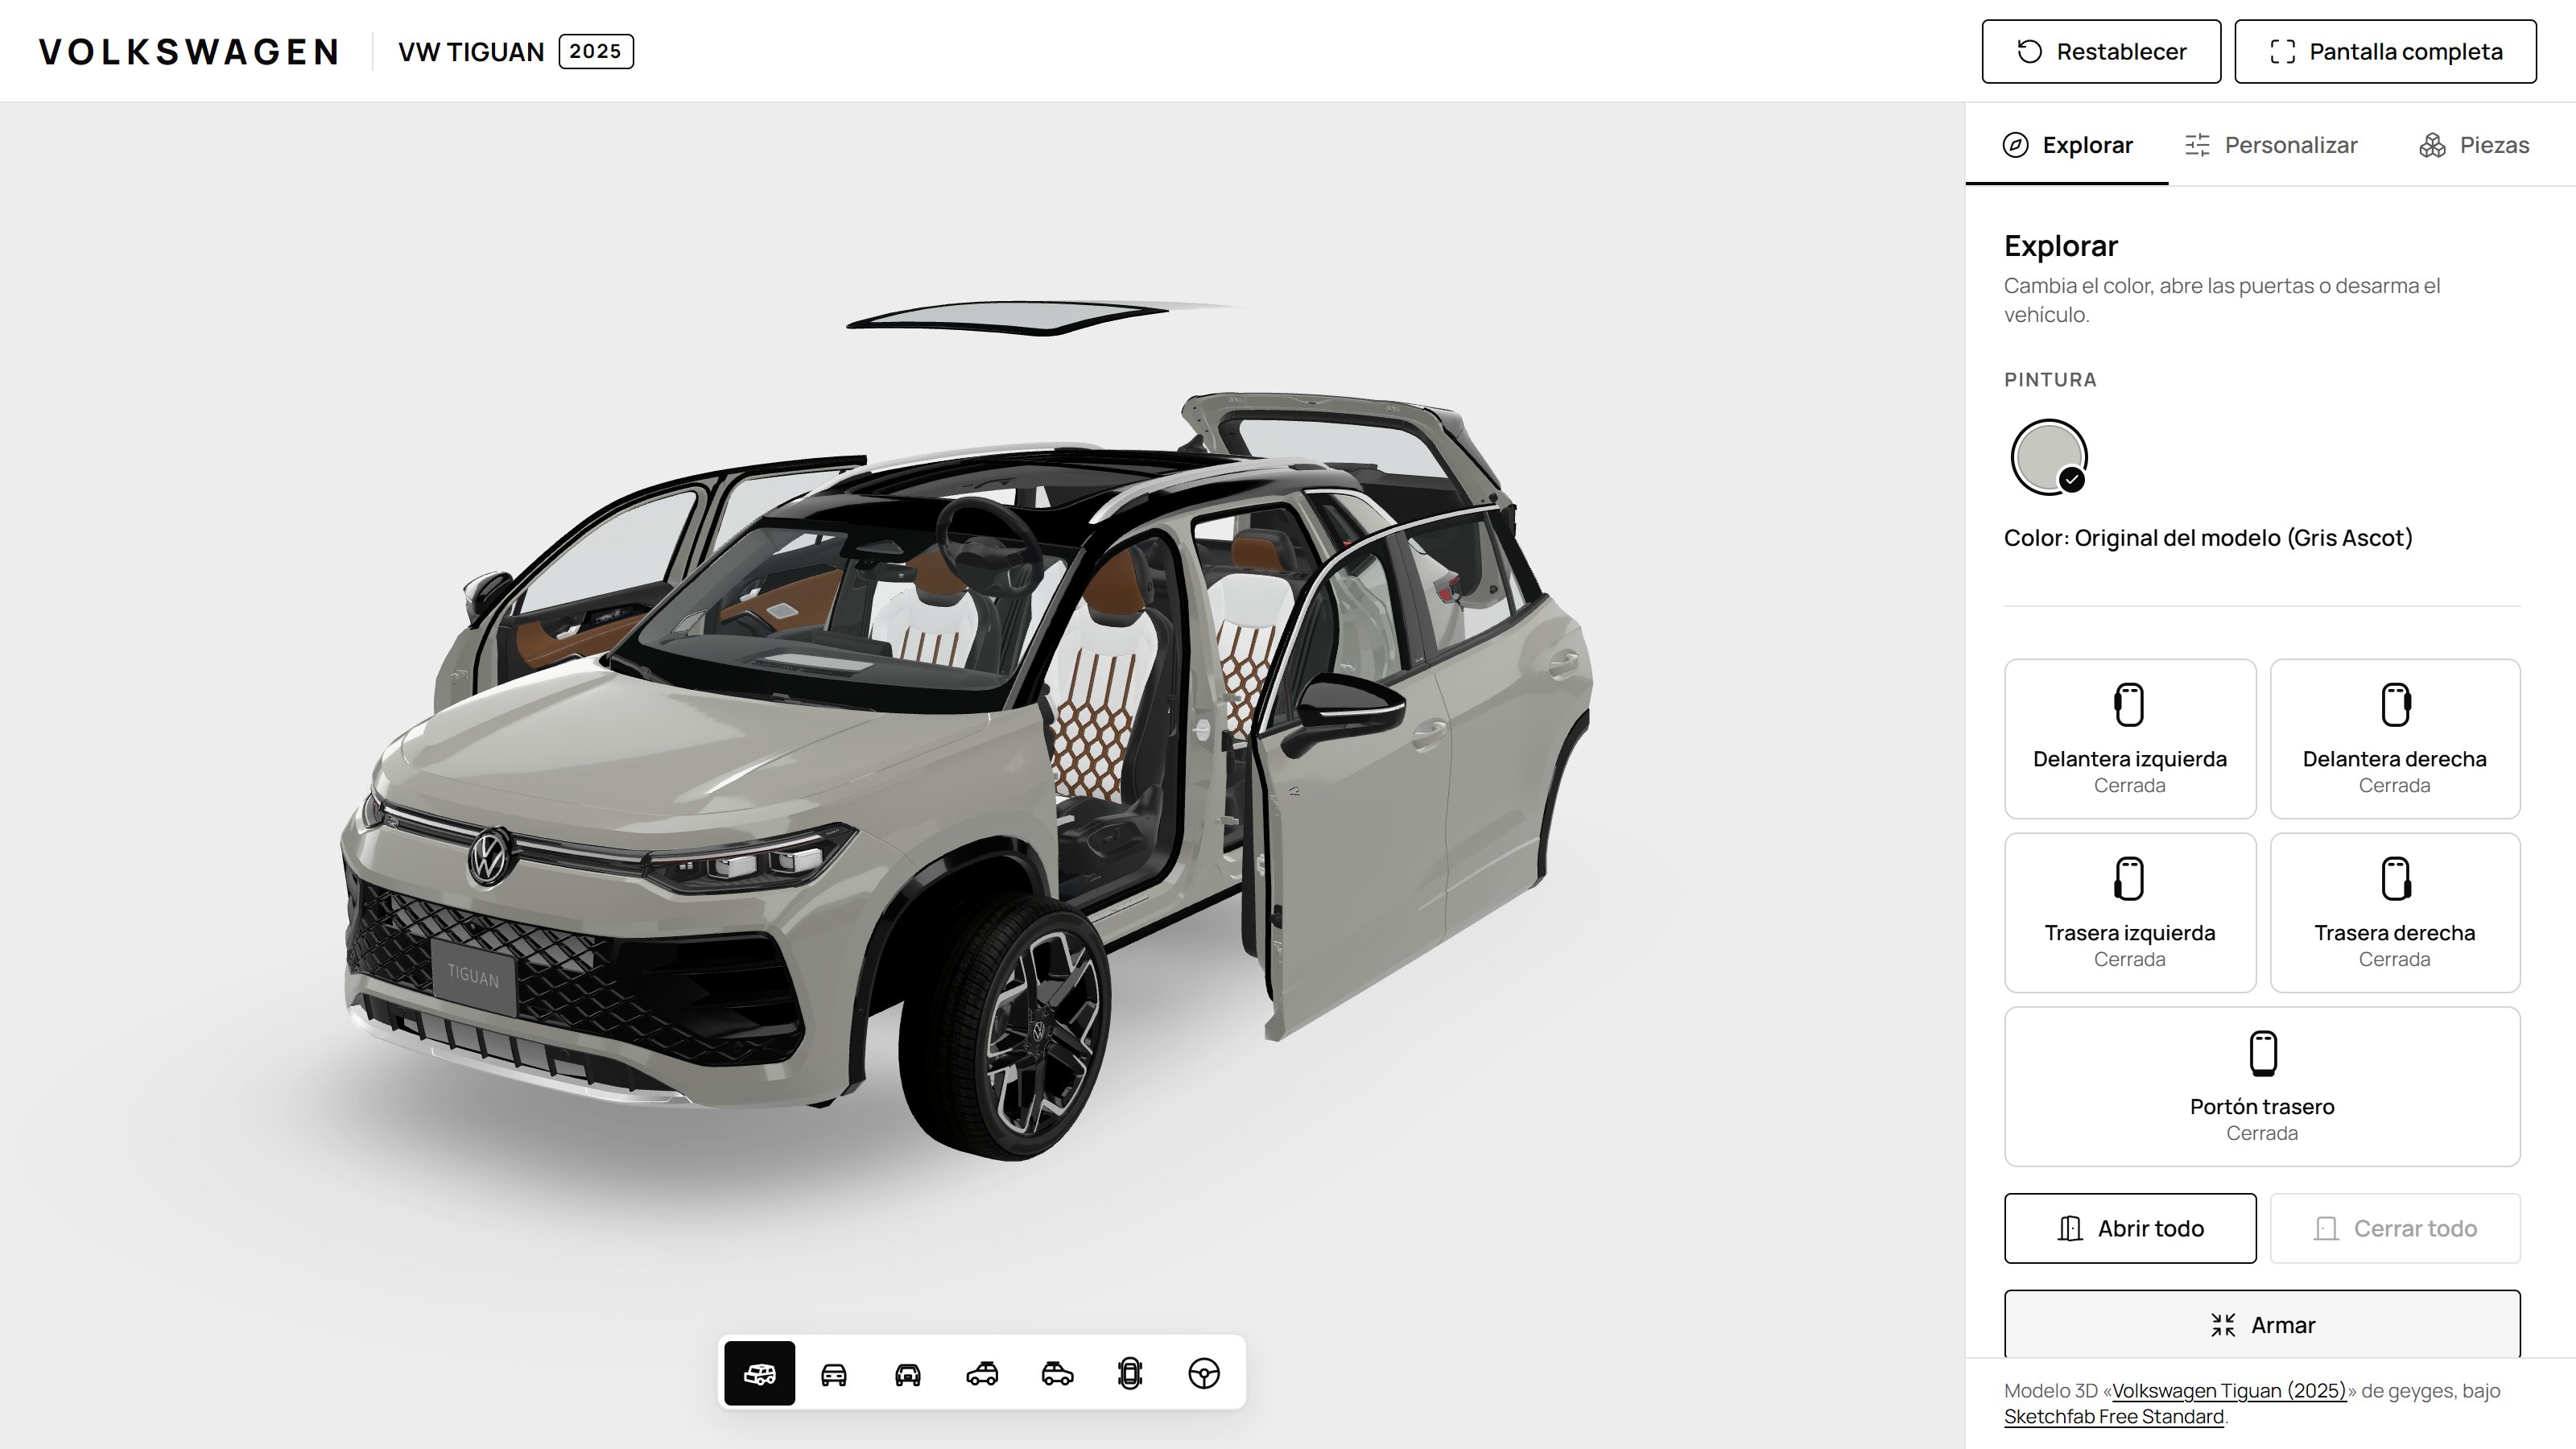 VOLKSWAGEN
VW TIGUAN
2025
Restablecer
Pantalla completa
Explorar
Personalizar
Piezas
Explorar
Cambia el color, abre las puertas o desarma el
vehículo.
PINTURA
Color: Original del modelo (Gris Ascot)
Delantera izquierda
Cerrada
Delantera derecha
Cerrada
Trasera izquierda
Cerrada
Trasera derecha
Cerrada
Portón trasero
Cerrada
Abrir todo
Cerrar todo
Armar
Modelo 3D «Volkswagen Tiguan (2025)» de geyges, bajo
Sketchfab Free Standard.
TIGUAN